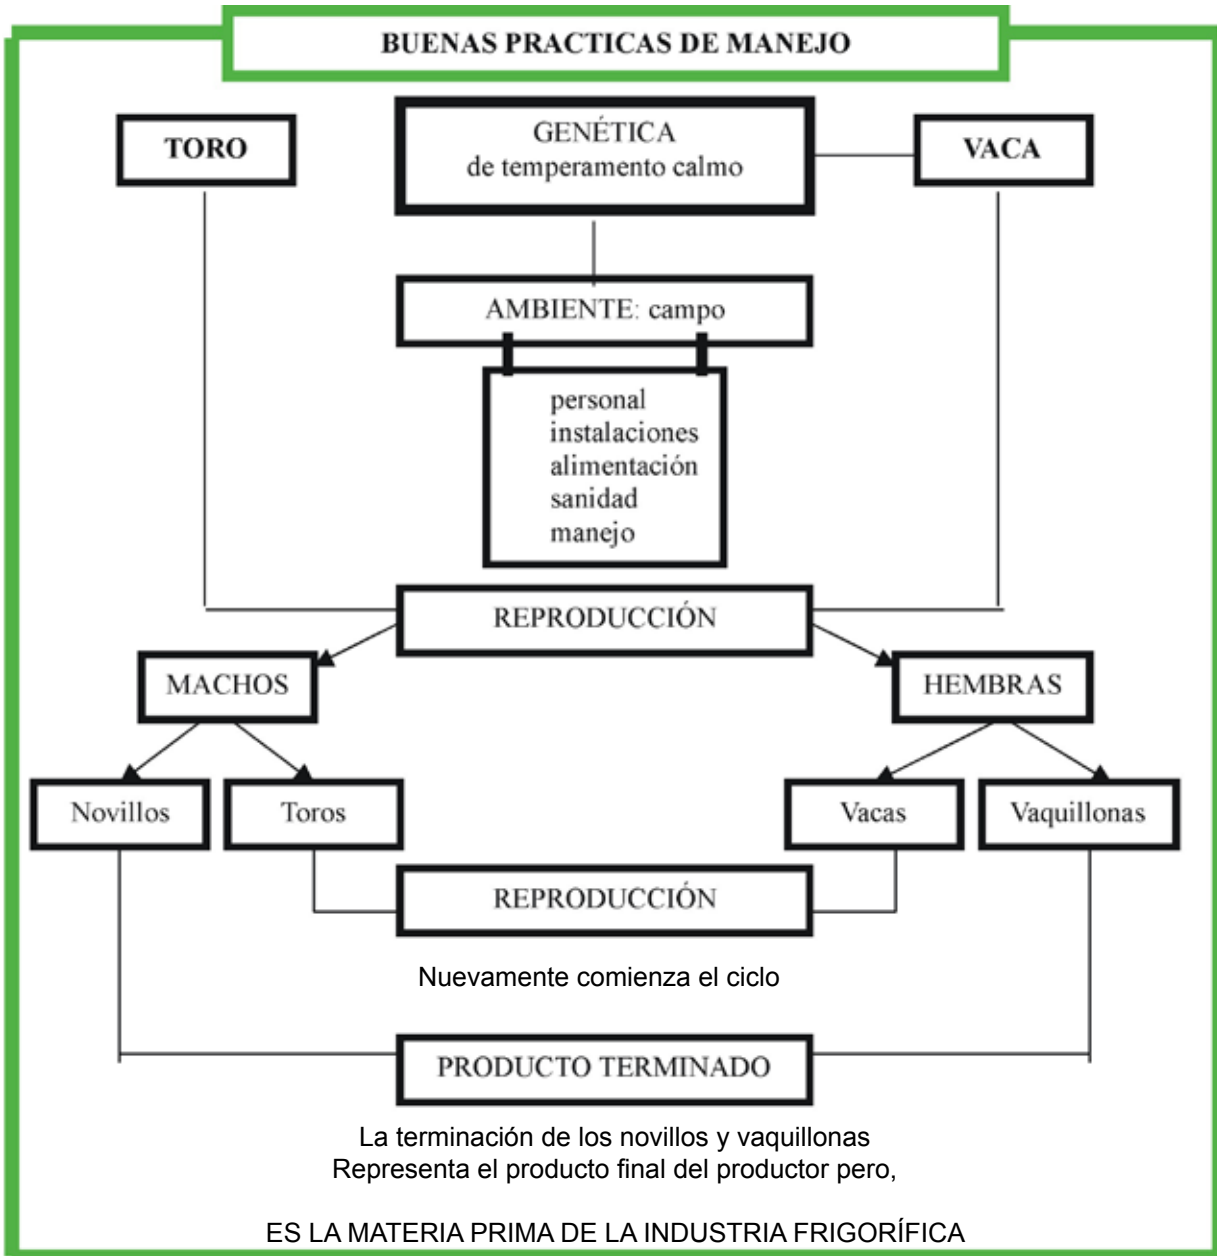 BUENAS PRACTICAS DE MANEJO
TORO
GENÉTICA
de temperamento calmo
VACA
AMBIENTE: campo
personal
instalaciones
alimentación
sanidad
manejo
REPRODUCCIÓN
MACHOS
HEMBRAS
Novillos
Toros
Vacas
Vaquillonas
REPRODUCCIÓN
Nuevamente comienza el ciclo
PRODUCTO TERMINADO
La terminación de los novillos y vaquillonas
Representa el producto final del productor pero,
ES LA MATERIA PRIMA DE LA INDUSTRIA FRIGORÍFICA